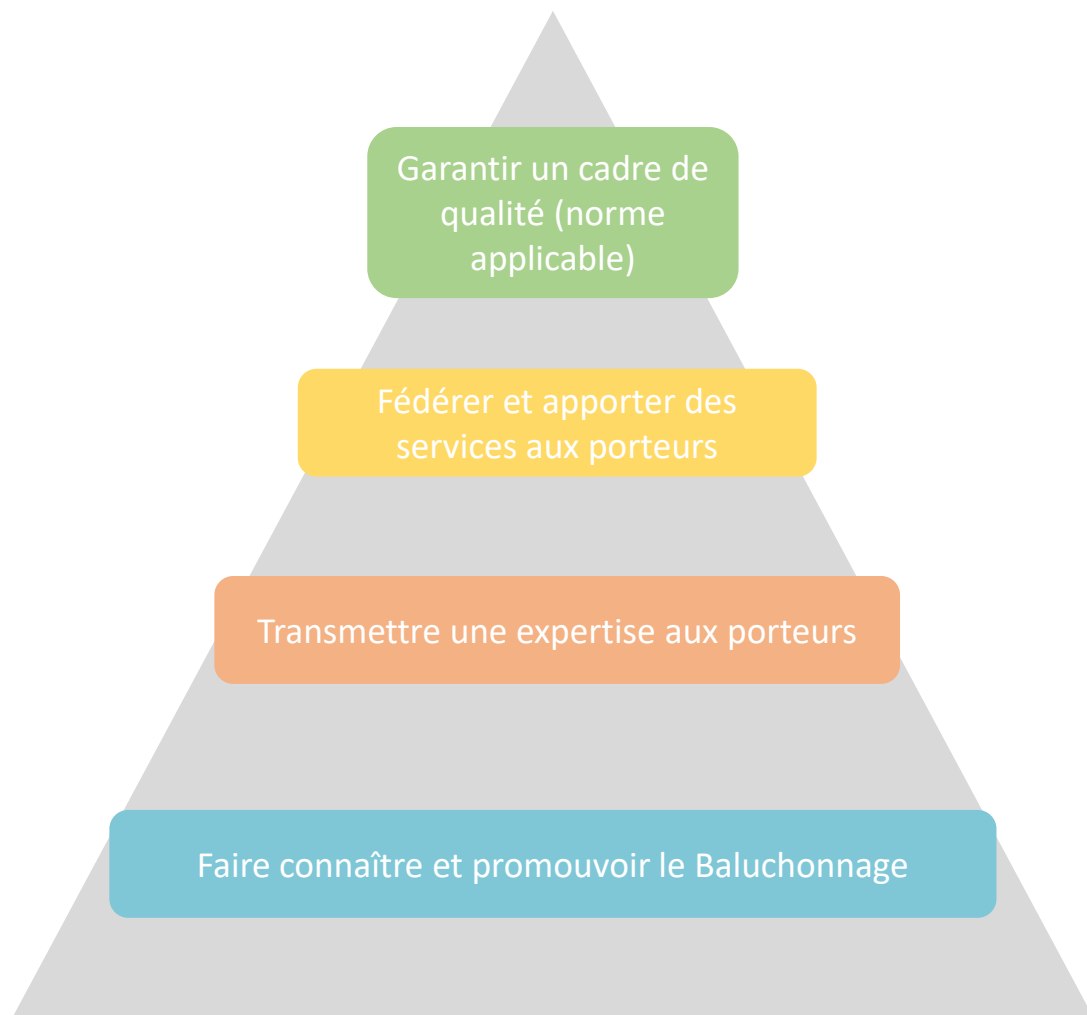 Garantir un cadre de
qualité (norme
applicable)
Fédérer et apporter des
services aux porteurs
Transmettre une expertise aux porteurs
Faire connaître et promouvoir le Baluchonnage